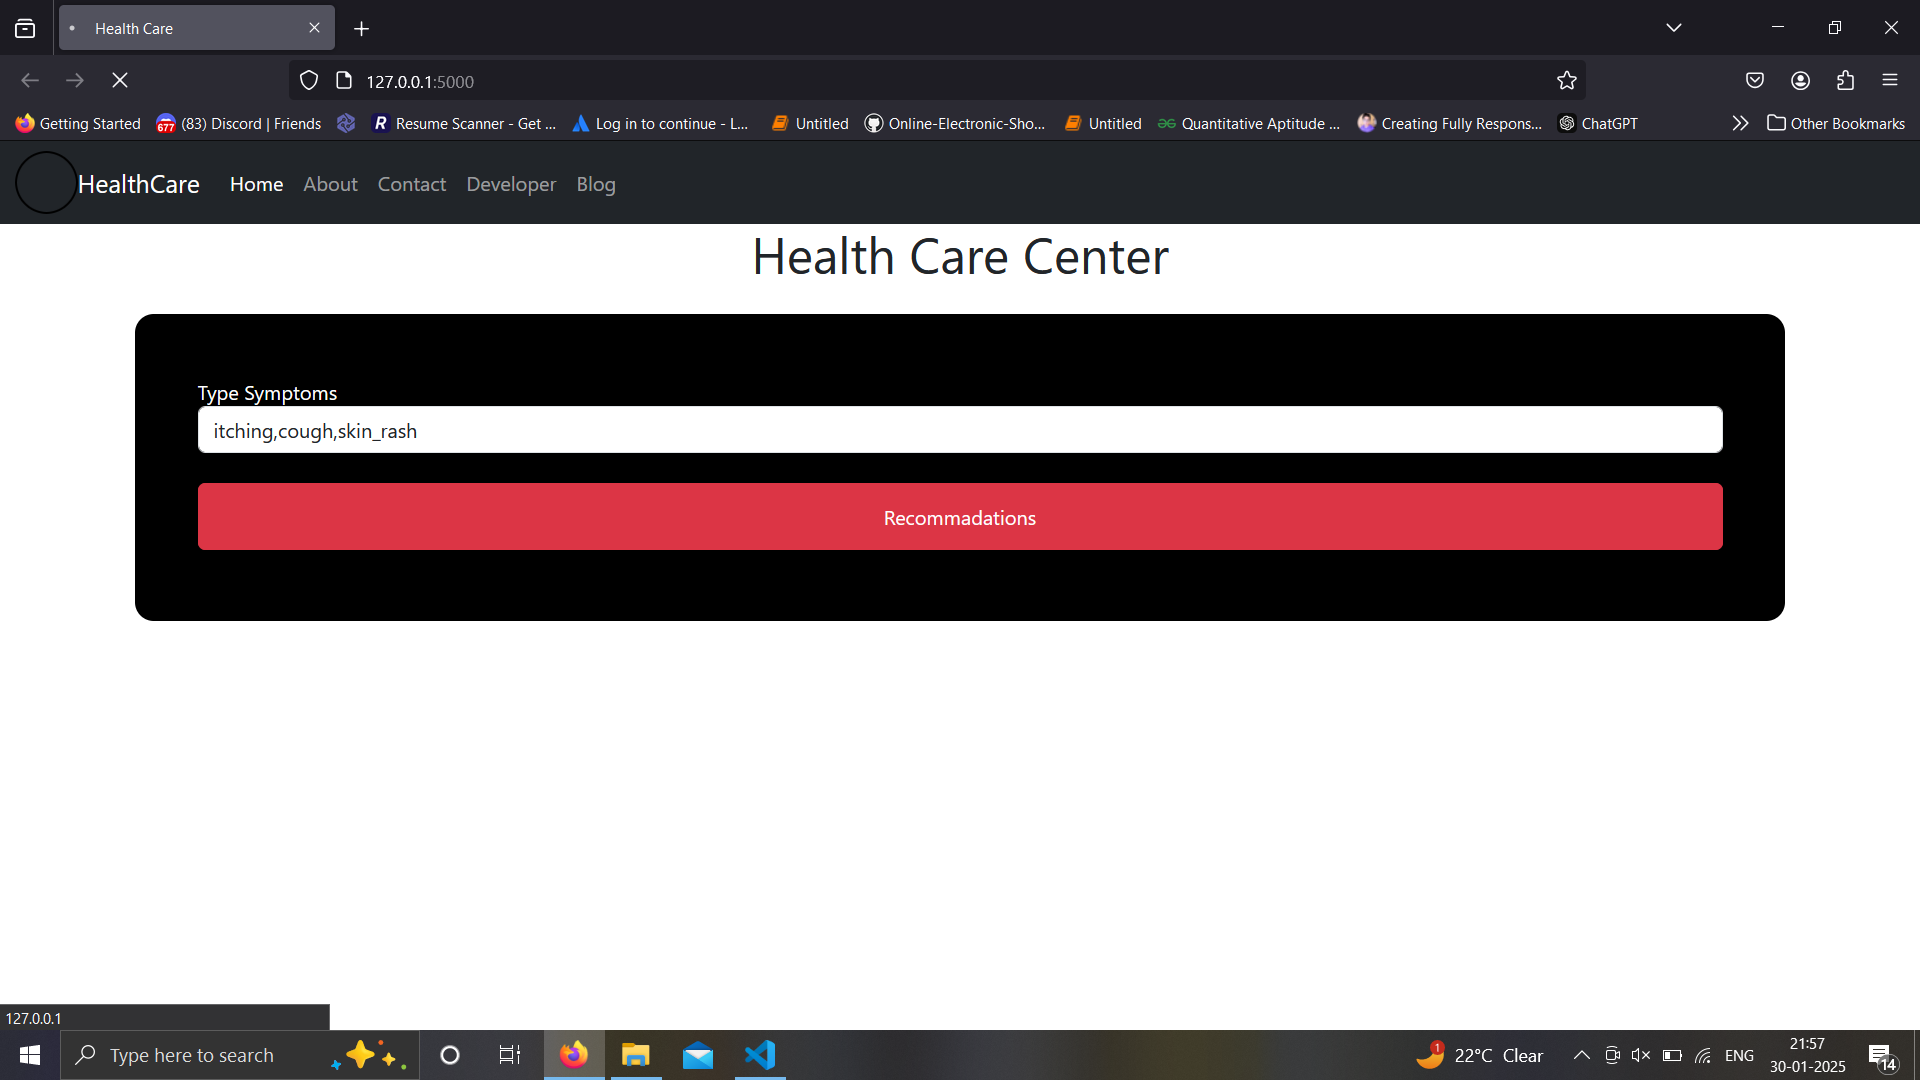 Health Care
127.0.0.1:5000
Getting Started
677
(83) Discord | Friends
R
Resume Scanner - Get ...
Log in to continue - L...
Untitled
Online-Electronic-Sho...
Untitled
Quantitative Aptitude ...
Creating Fully Respons...
ChatGPT
Other Bookmarks
HealthCare
Home
About
Contact
Developer
Blog
Health Care Center
Type Symptoms
itching,cough,skin_rash
Recommadations
127.0.0.1
Type here to search
1
22°C Clear
ENG
21:57
30-01-2025
14